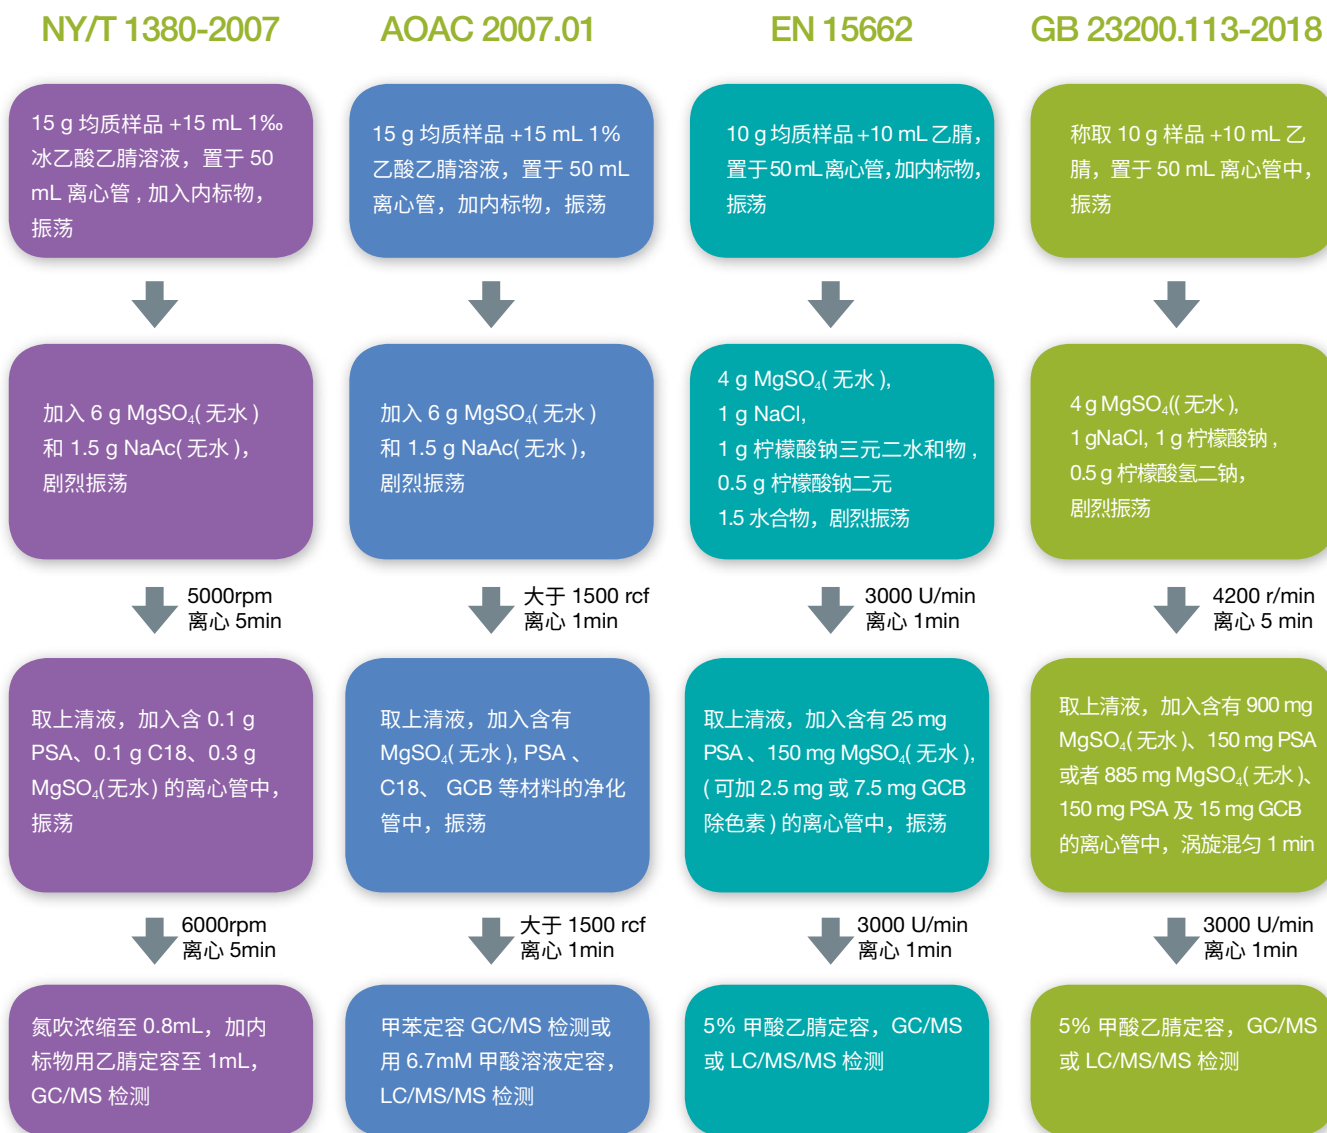 NY/T 1380-2007
AOAC 2007.01
EN 15662
GB 23200.113-2018
15 g 均质样品 +15 mL 1‰
冰乙酸乙腈溶液，置于 50
mL 离心管 , 加入内标物，
振荡
15 g 均质样品 +15 mL 1%
乙酸乙腈溶液，置于 50 mL
离心管，加内标物，振荡
10 g 均质样品 +10 mL 乙腈，
置于 50 mL 离心管，加内标物，
振荡
称取 10 g 样品 +10 mL 乙
腈，置于 50 mL 离心管中，
振荡
加入 6 g MgSO₄( 无水 )
和 1.5 g NaAc( 无水 )，
剧烈振荡
加入 6 g MgSO₄( 无水 )
和 1.5 g NaAc( 无水 )，
剧烈振荡
4 g MgSO₄( 无水 ),
1 g NaCl,
1 g 柠檬酸钠三元二水和物 ,
0.5 g 柠檬酸钠二元
1.5 水合物，剧烈振荡
4 g MgSO₄(( 无水 ),
1 gNaCl, 1 g 柠檬酸钠 ,
0.5 g 柠檬酸氢二钠，
剧烈振荡
5000rpm
离心 5min
大于 1500 rcf
离心 1min
3000 U/min
离心 1min
4200 r/min
离心 5 min
取上清液，加入含 0.1 g
PSA、0.1 g C18、0.3 g
MgSO₄(无水) 的离心管中，
振荡
取上清液，加入含有
MgSO₄( 无水 ), PSA 、
C18、 GCB 等材料的净化
管中，振荡
取上清液，加入含有 25 mg
PSA 、150 mg MgSO₄( 无水 ),
( 可加 2.5 mg 或 7.5 mg GCB
除色素 ) 的离心管中，振荡
取上清液，加入含有 900 mg
MgSO₄( 无水 )、150 mg PSA
或者 885 mg MgSO₄( 无水 )、
150 mg PSA 及 15 mg GCB
的离心管中，涡旋混匀 1 min
6000rpm
离心 5min
大于 1500 rcf
离心 1min
3000 U/min
离心 1min
3000 U/min
离心 1min
氮吹浓缩至 0.8mL，加内
标物用乙腈定容至 1mL，
GC/MS 检测
甲苯定容 GC/MS 检测或
用 6.7mM 甲酸溶液定容，
LC/MS/MS 检测
5% 甲酸乙腈定容，GC/MS
或 LC/MS/MS 检测
5% 甲酸乙腈定容，GC/MS
或 LC/MS/MS 检测